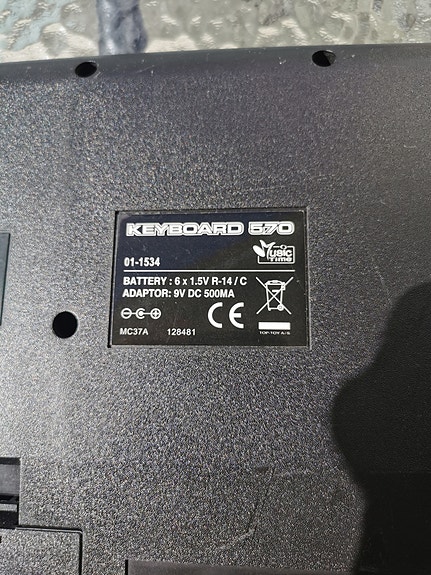 KEYBOARD 570
Music
Time
01-1534
BATTERY : 6 x 1.5V R-14 / C
ADAPTOR: 9V DC 500MA
CE
MC37A 128481
TOP-TOY A/S